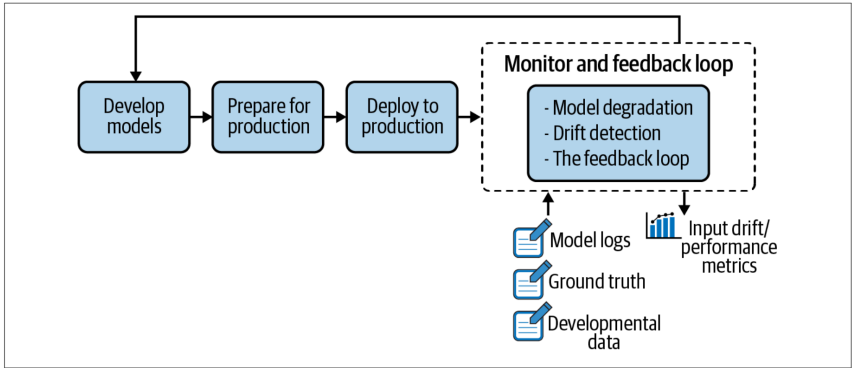 Monitor and feedback loop
Develop
models
Prepare for
production
Deploy to
production
- Model degradation
- Drift detection
- The feedback loop
Model logs
Ground truth
Developmental
data
Input drift/
performance
metrics